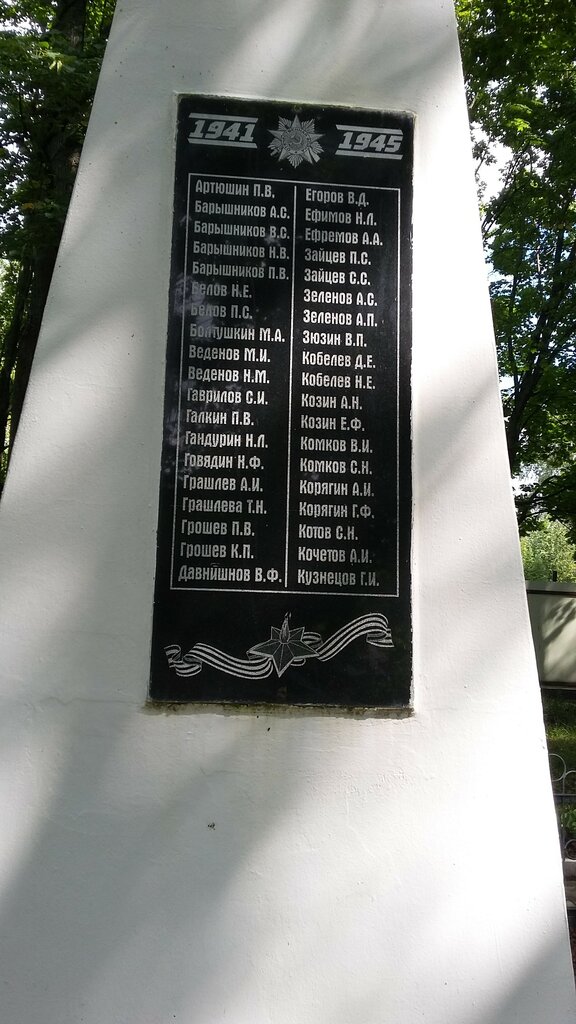 1941 1945
Артюшин П.В.
Барышников А.С.
Барышников В.С.
Барышников Н.В.
Барышников П.В.
Белов Н.Е.
Белов П.С.
Болтушкин М.А.
Веденов М.И.
Веденов Н.М.
Гаврилов С.И.
Галкин П.В.
Гандурин Н.Л.
Говядин Н.Ф.
Грашлев А.И.
Грашлева Т.Н.
Грошев П.В.
Грошев К.П.
Давнишнов В.Ф.
Егоров В.Д.
Ефимов Н.Л.
Ефремов А.А.
Зайцев П.С.
Зайцев С.С.
Зеленов А.С.
Зеленов А.П.
Зюзин В.П.
Кобелев Д.Е.
Кобелев Н.Е.
Козин А.Н.
Козин Е.Ф.
Комков В.И.
Комков С.Н.
Корягин А.И.
Корягин Г.Ф.
Котов С.Н.
Кочетов А.И.
Кузнецов Г.И.